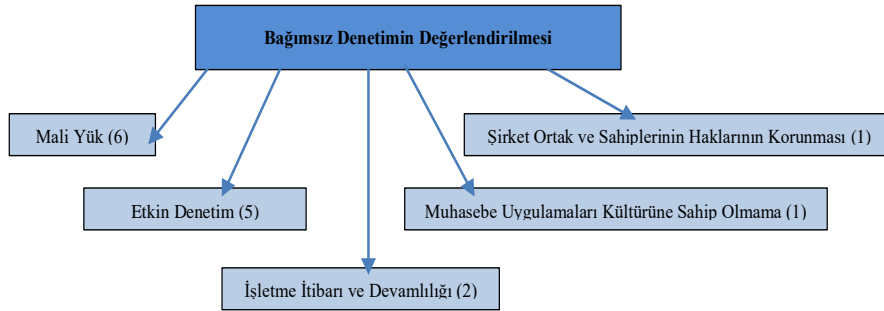 Bağımsız Denetimin Değerlendirilmesi
Mali Yük (6)
Şirket Ortak ve Sahiplerinin Haklarının Korunması (1)
Etkin Denetim (5)
Muhasebe Uygulamaları Kültürüne Sahip Olmama (1)
İşletme İtibarı ve Devamlılığı (2)